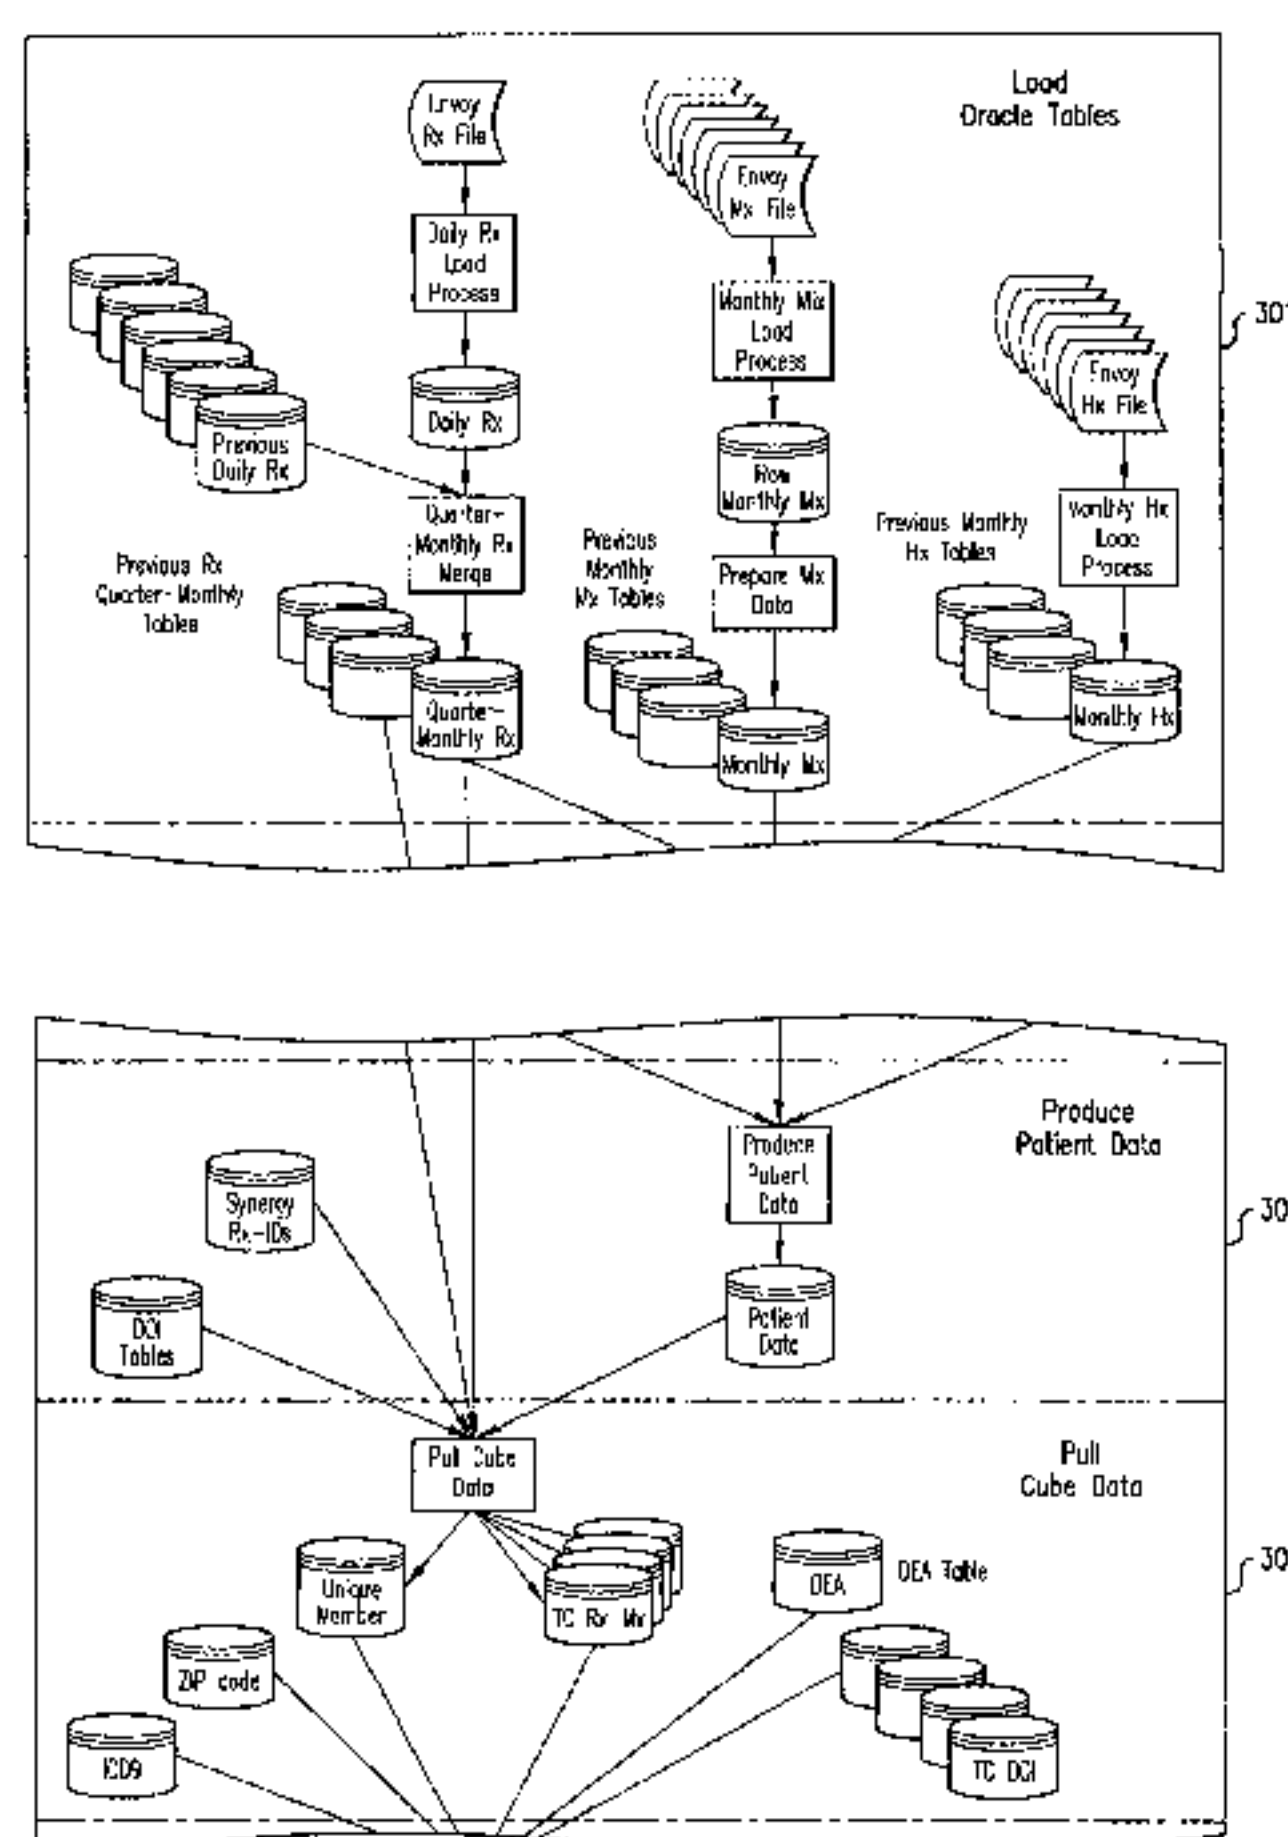 Load
Oracle Tables
Envoy
Rx File
Envoy
Mx File
Daily Rx
Load
Process
Monthly Mx
Load
Process
301
Envoy
Hx File
Daily Rx
Previous
Daily Rx
Raw
Monthly Mx
Quarter-
Monthly Rx
Merge
Previous Monthly
Hx Tables
Monthly Hx
Load
Process
Previous
Monthly
Mx Tables
Prepare Mx
Data
Previous Rx
Quarter-Monthly
Tables
Quarter-
Monthly Rx
Monthly Mx
Monthly Hx
Produce
Patient Data
Produce
Patient
Data
Synergy
Rx-IDs
30
DCI
Tables
Patient
Data
Pull Cube
Data
Pull
Cube Data
30
Unique
Member
TC Rx Mx
DEA
DEA Table
ZIP code
ICD9
TC DCI